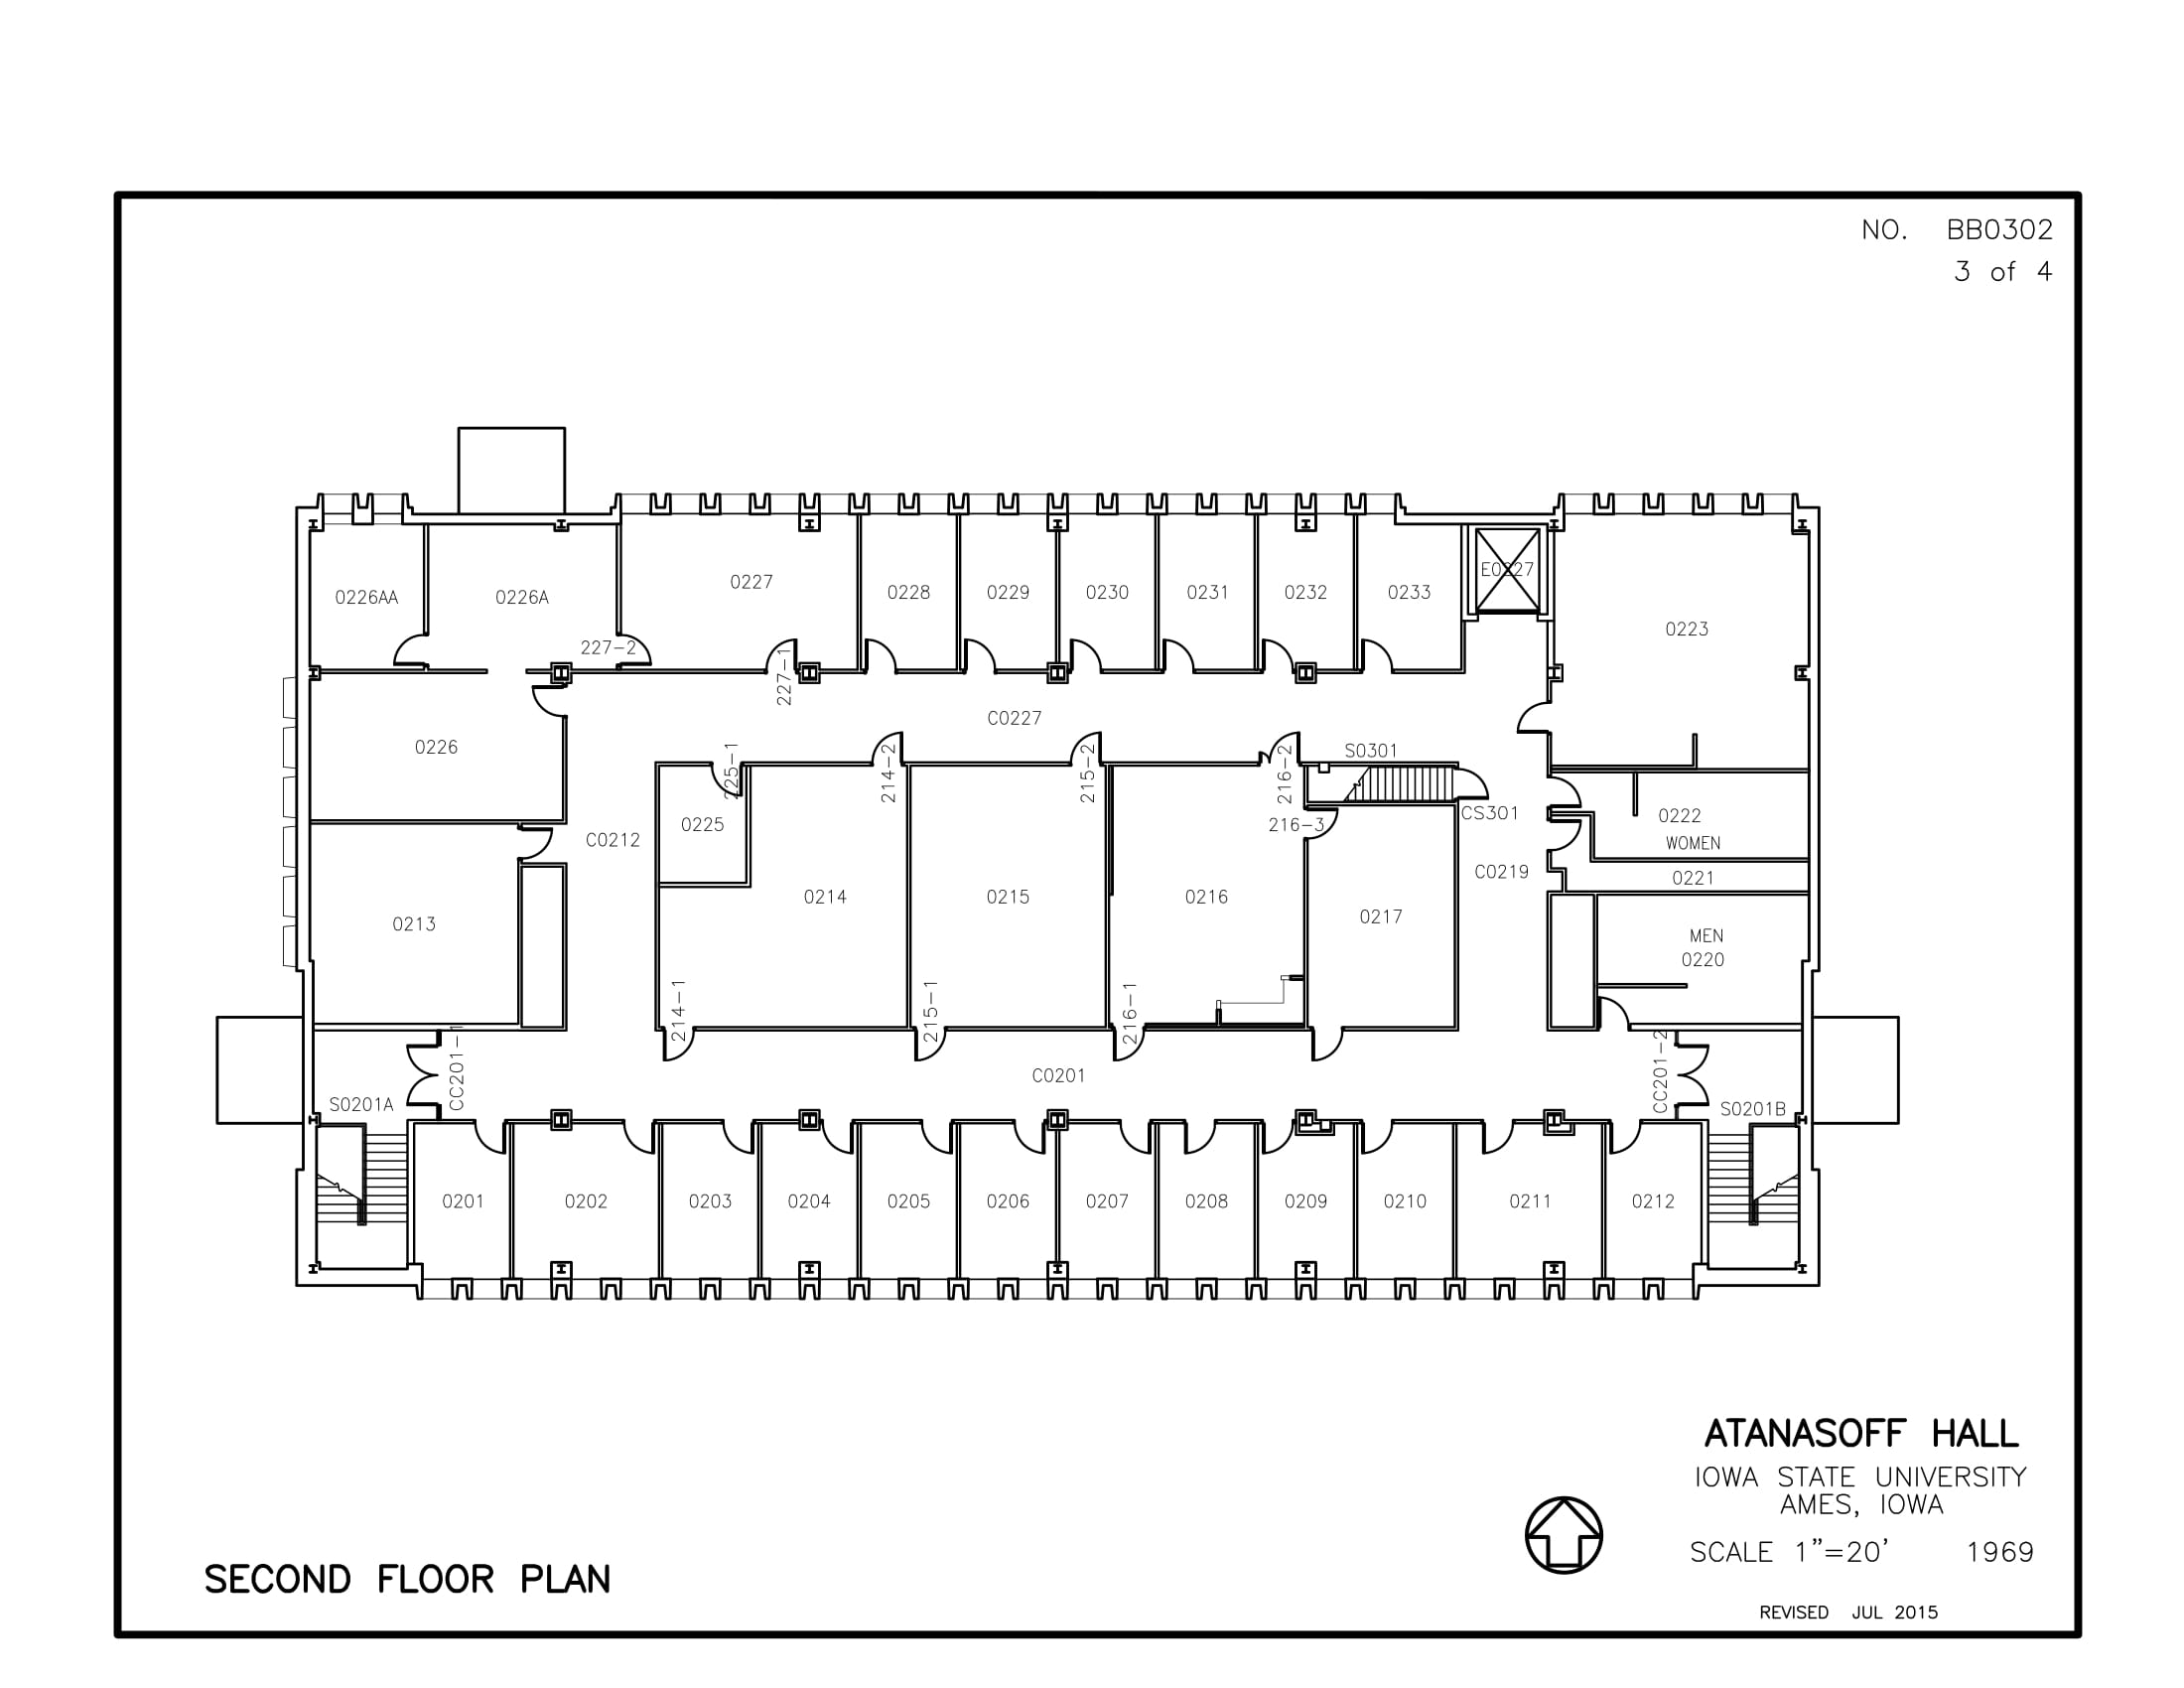 NO. BB0302
3 of 4
E0227
0227
0228
0229
0230
0231
0232
0233
0226AA
0226A
0223
227-2
227-1
C0227
0226
S0301
225-1
214-2
215-2
216-2
CS301
0222
WOMEN
0225
216-3
C0212
C0219
0221
0213
0214
0215
0216
0217
MEN
0220
214-1
215-1
216-1
CC201-1
C0201
CC201-2
S0201A
S0201B
0201
0202
0203
0204
0205
0206
0207
0208
0209
0210
0211
0212
ATANASOFF HALL
IOWA STATE UNIVERSITY
AMES, IOWA
SCALE 1"=20' 1969
SECOND FLOOR PLAN
REVISED JUL 2015